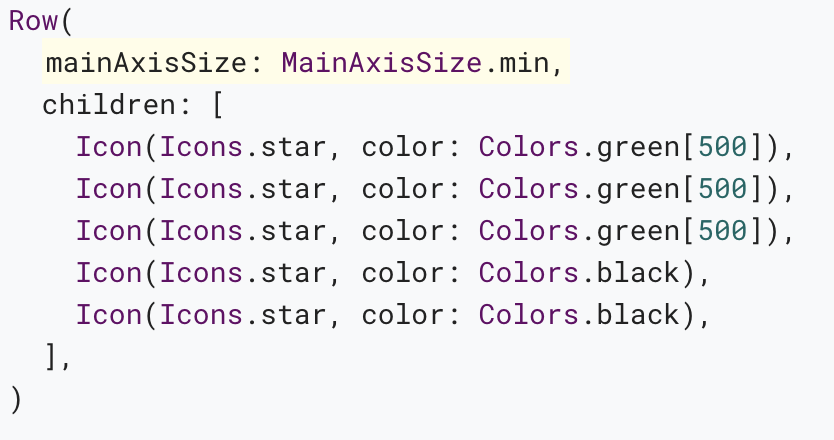 Row(
  mainAxisSize: MainAxisSize.min,
  children: [
    Icon(Icons.star, color: Colors.green[500]),
    Icon(Icons.star, color: Colors.green[500]),
    Icon(Icons.star, color: Colors.green[500]),
    Icon(Icons.star, color: Colors.black),
    Icon(Icons.star, color: Colors.black),
  ],
)